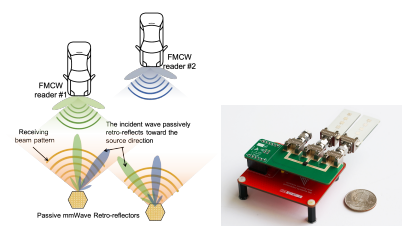 FMCW
reader #2
FMCW
reader #1
Receiving
beam pattern
The incident wave passively
retro-reflects toward the
source direction
Passive mmWave Retro-reflectors